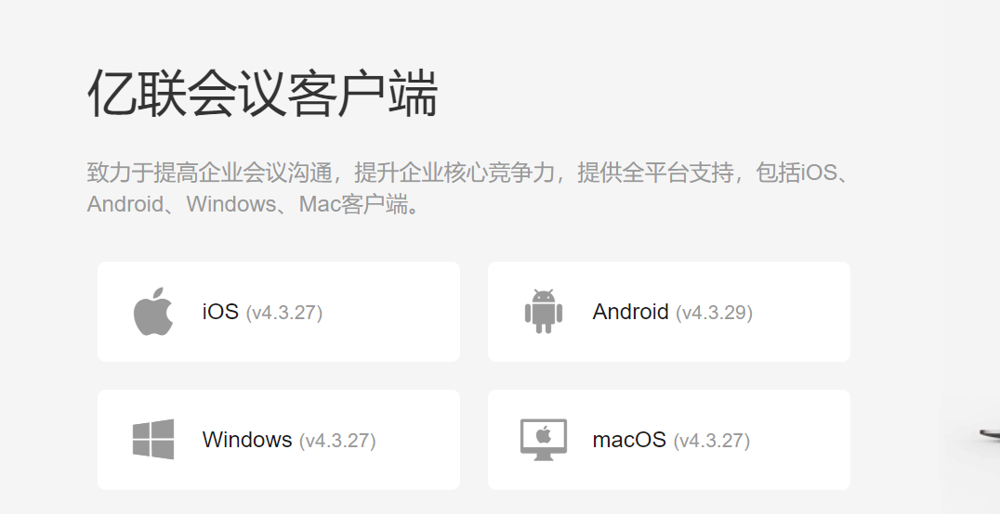 亿联会议客户端
致力于提高企业会议沟通，提升企业核心竞争力，提供全平台支持，包括iOS、
Android、Windows、Mac客户端。
iOS (v4.3.27)
Android (v4.3.29)
Windows (v4.3.27)
macOS (v4.3.27)